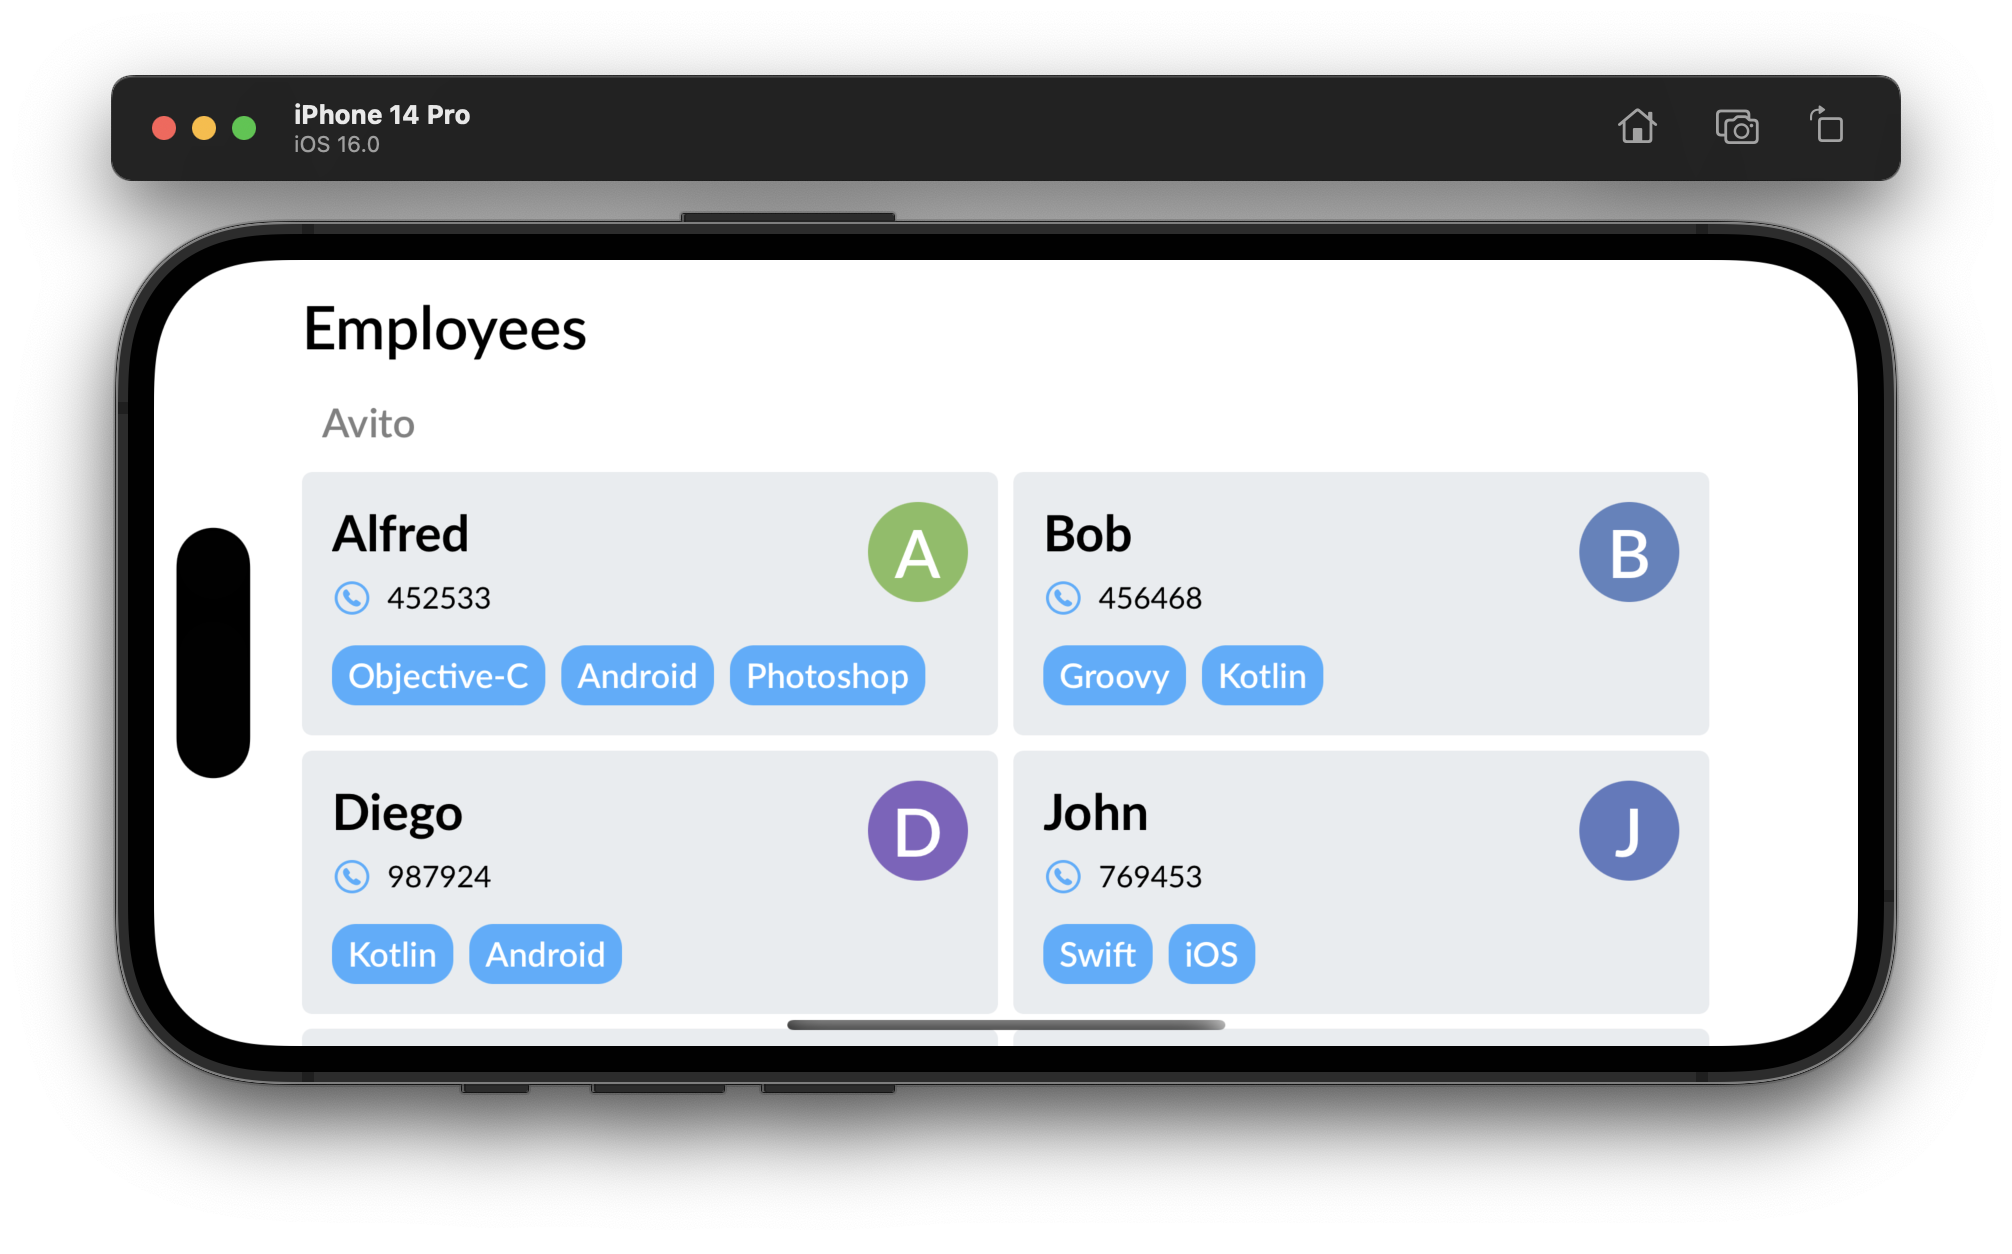 iPhone 14 Pro
iOS 16.0
Employees
Avito
Alfred
A
452533
Objective-C Android Photoshop
Bob
B
456468
Groovy Kotlin
Diego
D
987924
Kotlin Android
John
J
769453
Swift iOS